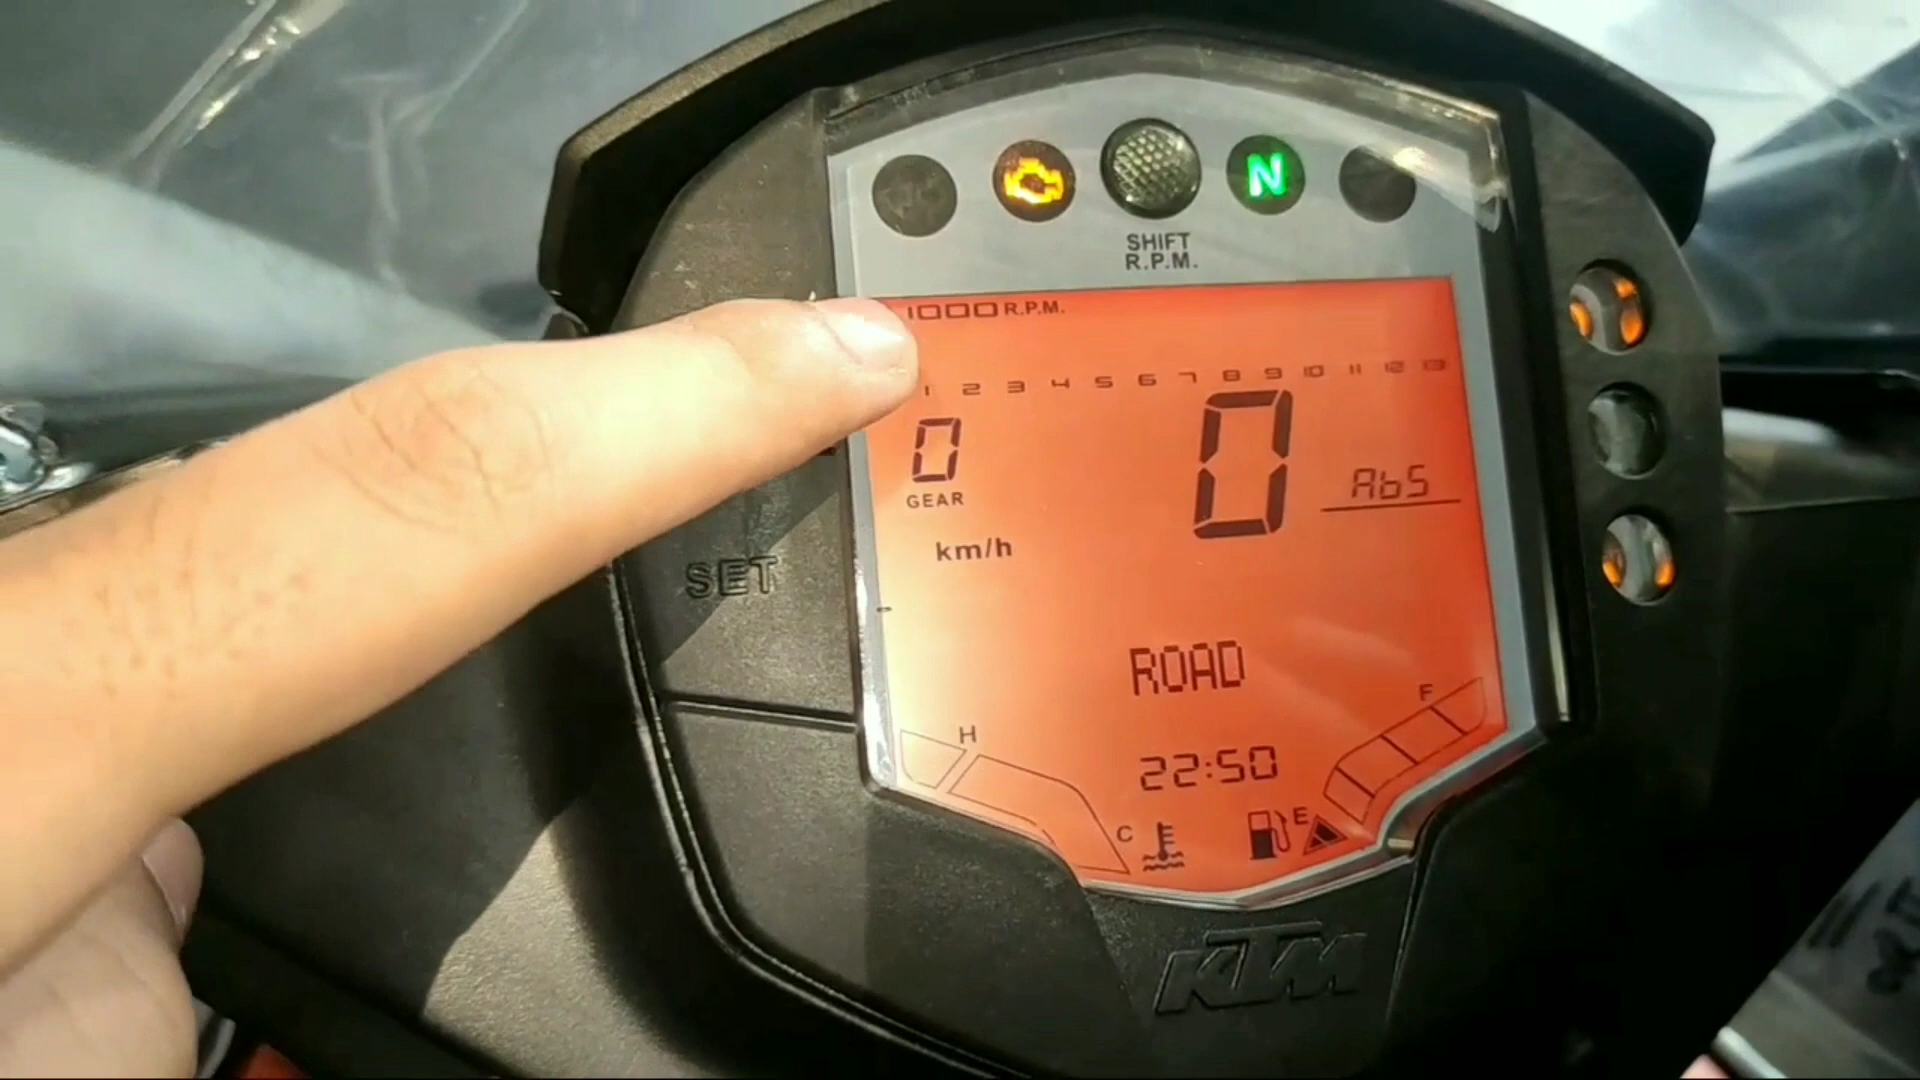 N
SHIFT
R.P.M.
1000 R.P.M.
1 2 3 4 5 6 7 8 9 10 11 12 13
0
0
AbS
GEAR
km/h
SET
ROAD
F
H
22:50
E
C
KTM